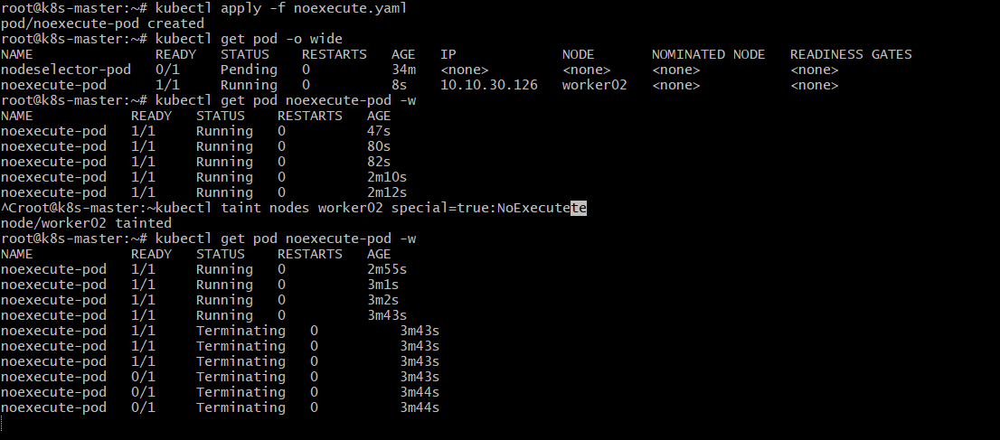 root@k8s-master:~# kubectl apply -f noexecute.yaml
pod/noexecute-pod created
root@k8s-master:~# kubectl get pod -o wide
NAME               READY   STATUS    RESTARTS   AGE   IP             NODE       NOMINATED NODE   READINESS GATES
nodeselector-pod   0/1     Pending   0          34m   <none>         <none>     <none>           <none>
noexecute-pod      1/1     Running   0          8s    10.10.30.126   worker02   <none>           <none>
root@k8s-master:~# kubectl get pod noexecute-pod -w
NAME            READY   STATUS    RESTARTS   AGE
noexecute-pod   1/1     Running   0          47s
noexecute-pod   1/1     Running   0          80s
noexecute-pod   1/1     Running   0          82s
noexecute-pod   1/1     Running   0          2m10s
noexecute-pod   1/1     Running   0          2m12s
^Croot@k8s-master:~kubectl taint nodes worker02 special=true:NoExecutete
node/worker02 tainted
root@k8s-master:~# kubectl get pod noexecute-pod -w
NAME            READY   STATUS    RESTARTS   AGE
noexecute-pod   1/1     Running   0          2m55s
noexecute-pod   1/1     Running   0          3m1s
noexecute-pod   1/1     Running   0          3m2s
noexecute-pod   1/1     Running   0          3m43s
noexecute-pod   1/1     Terminating   0          3m43s
noexecute-pod   1/1     Terminating   0          3m43s
noexecute-pod   1/1     Terminating   0          3m43s
noexecute-pod   0/1     Terminating   0          3m43s
noexecute-pod   0/1     Terminating   0          3m44s
noexecute-pod   0/1     Terminating   0          3m44s